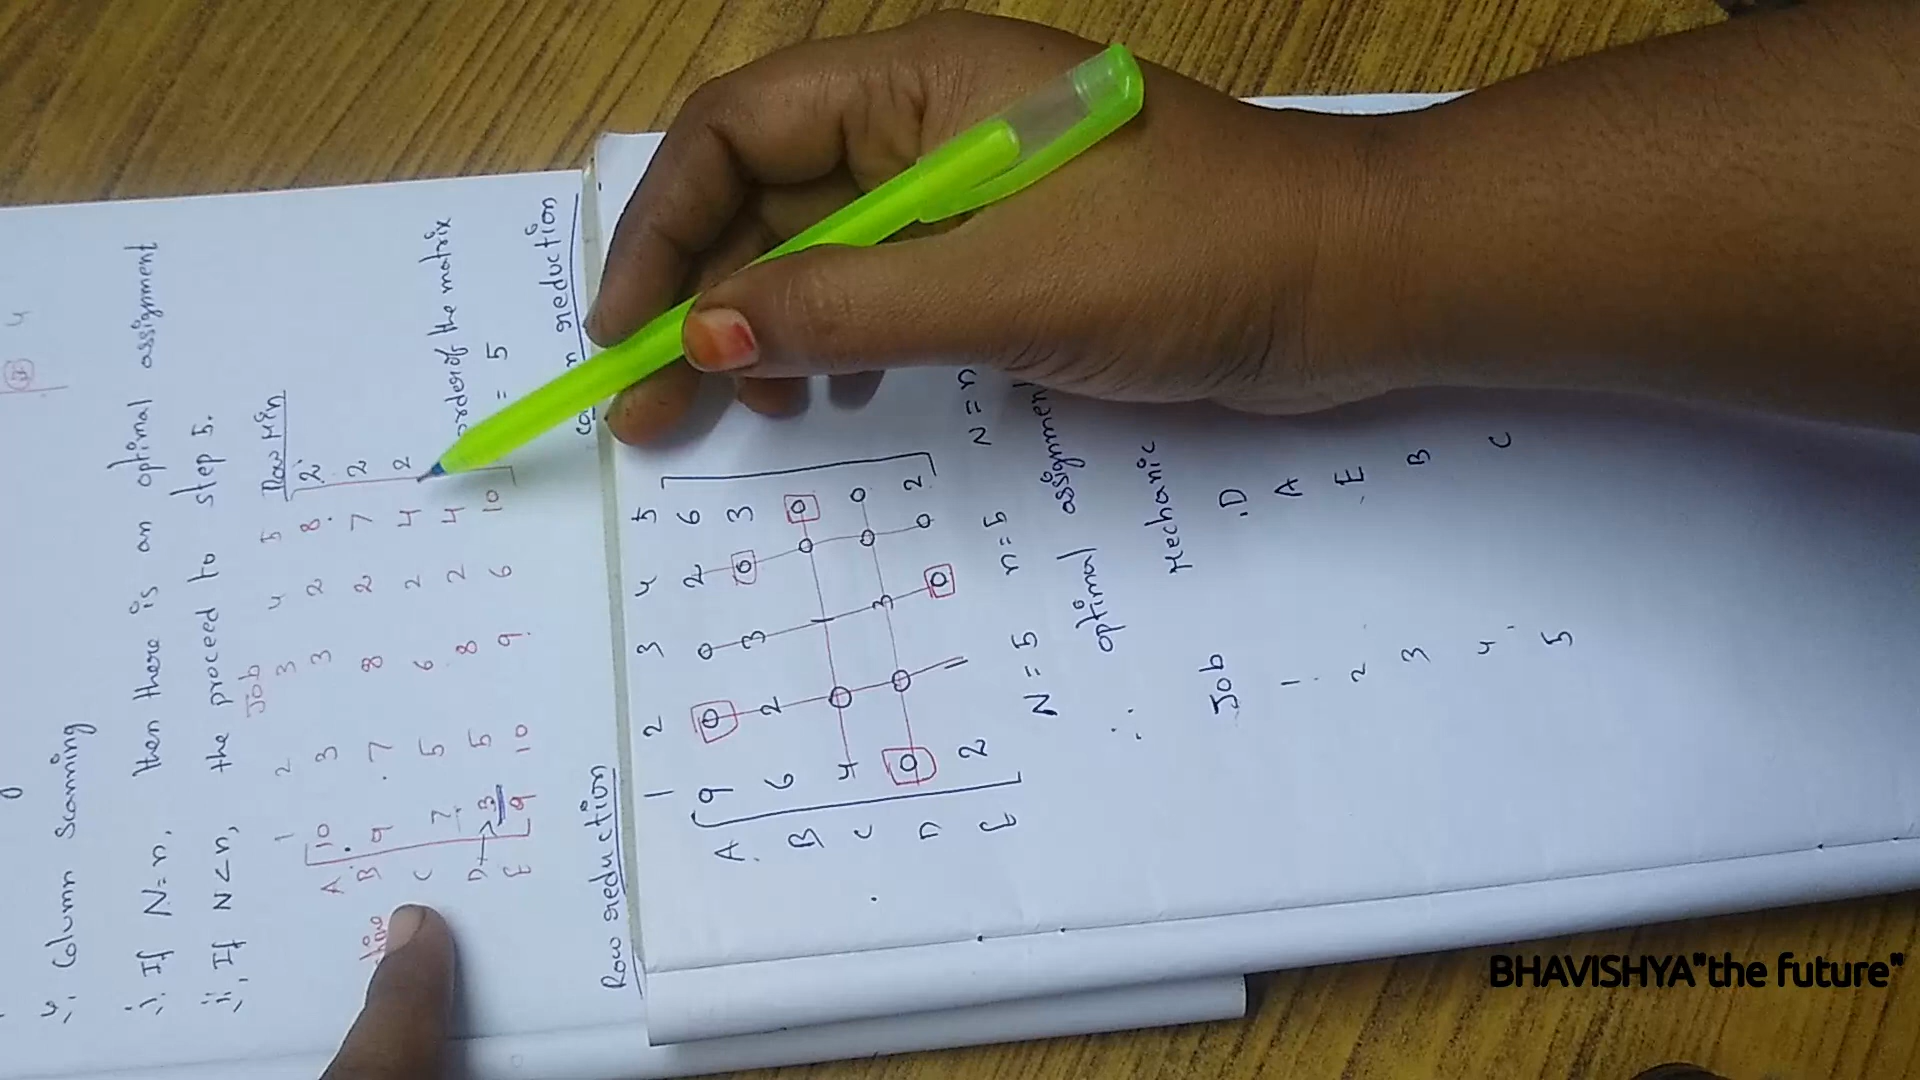 4
v. Column Scanning
i). If N=n, then there is an optimal assignment
ii). If N<n, the proceed to step 5.
Job
1 2 3 4 5 Row Min
A 10 3 3 2 8 2
B 9 7 8 2 7 2
C 7 5 6 2 4 2
D 3 5 8 2 4
E 9 10 9 6 10
order of the matrix
= 5
Row reduction
reduction
1 2 3 4 5
A 9 0 0 2 6
B 6 2 3 0 3
C 4 0 1 0 0
D 0 0 3 0 0
E 2 1 0 0 2
N=5 n=5 N=n
∴ optimal assignment
Job Mechanic
1 D
2 A
3 E
4 B
5 C
BHAVISHYA"the future"